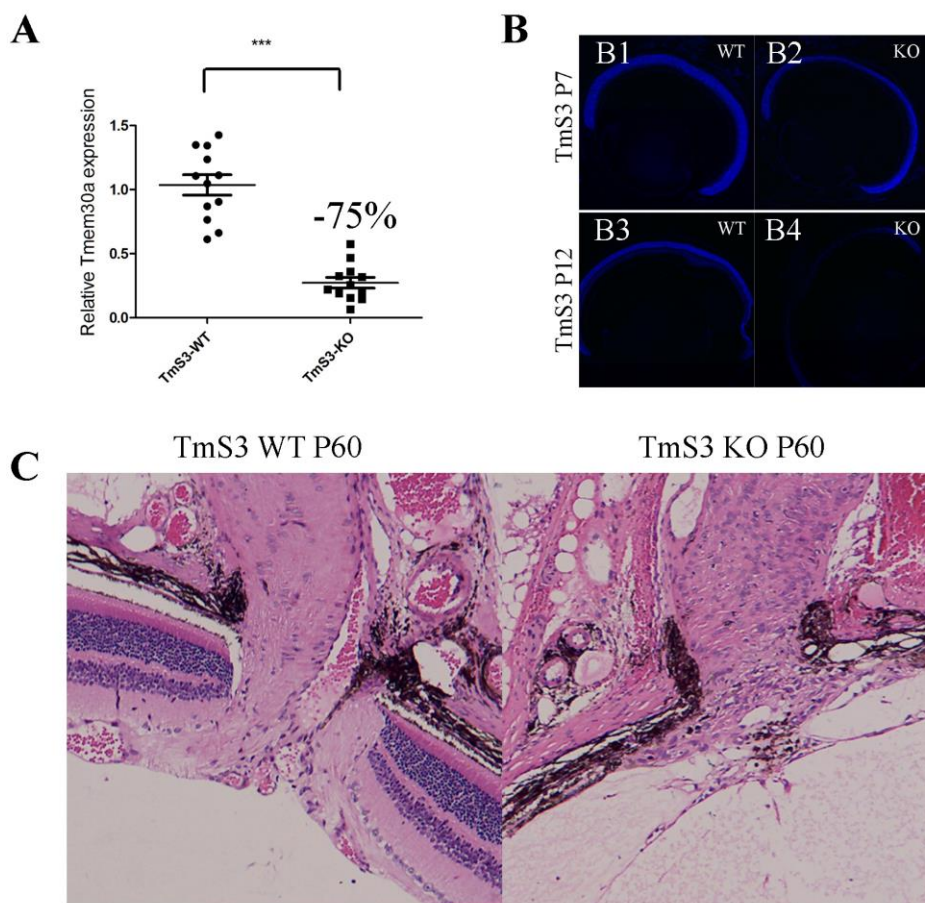 A
***
Relative Tmem30a expression
1.5
1.0
0.5
0.0
-75%
TmS3-WT
TmS3-KO
B
B1
WT
B2
KO
TmS3 P7
B3
WT
B4
KO
TmS3 P12
TmS3 WT P60
TmS3 KO P60
C